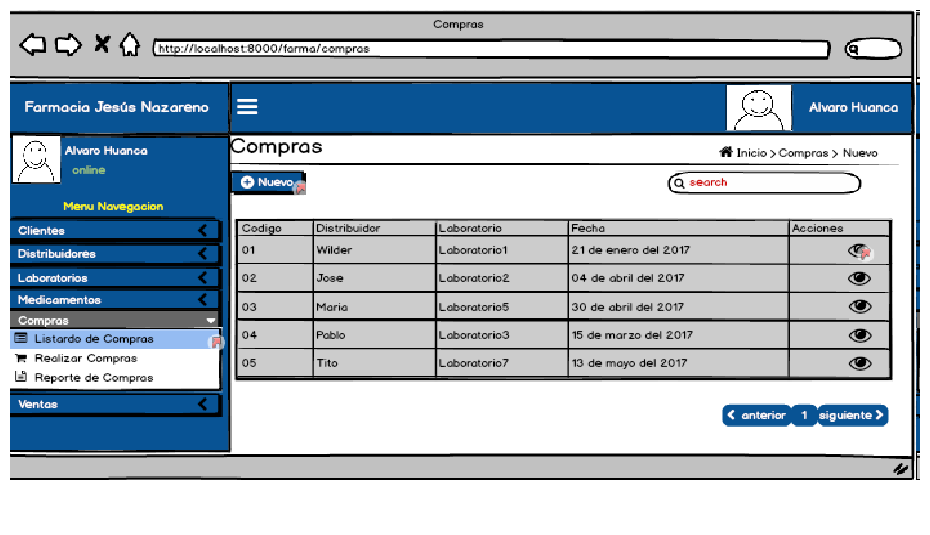 Compras
http://localhost:8000/farma/compras
Farmacia Jesús Nazareno
Alvaro Huanca
Alvaro Huanca
online
Menu Navegacion
Clientes
Distribuidores
Laboratorios
Medicamentos
Compras
Listardo de Compras
Realizar Compras
Reporte de Compras
Ventas
Compras
Inicio > Compras > Nuevo
Nuevo
search
Codigo Distribuidor Laboratorio Fecha Acciones
01 Wilder Laboratorio1 21 de enero del 2017
02 Jose Laboratorio2 04 de abril del 2017
03 Maria Laboratorio5 30 de abril del 2017
04 Pablo Laboratorio3 15 de marzo del 2017
05 Tito Laboratorio7 13 de mayo del 2017
anterior 1 siguiente